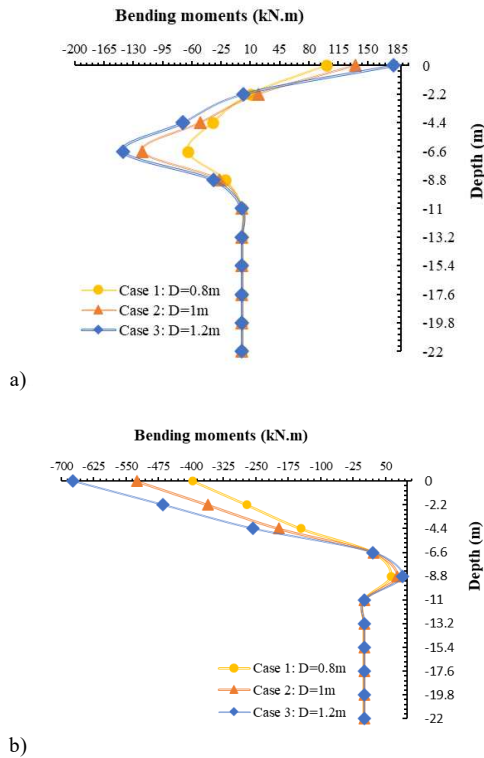 Bending moments (kN.m)
-200 -165 -130 -95 -60 -25 10 45 80 115 150 185
0
-2.2
-4.4
-6.6
-8.8
-11
-13.2
-15.4
-17.6
-19.8
-22
Depth (m)
Case 1: D=0.8m
Case 2: D=1m
Case 3: D=1.2m
a)
Bending moments (kN.m)
-700 -625 -550 -475 -400 -325 -250 -175 -100 -25 50
0
-2.2
-4.4
-6.6
-8.8
-11
-13.2
-15.4
-17.6
-19.8
-22
Depth (m)
Case 1: D=0.8m
Case 2: D=1m
Case 3: D=1.2m
b)